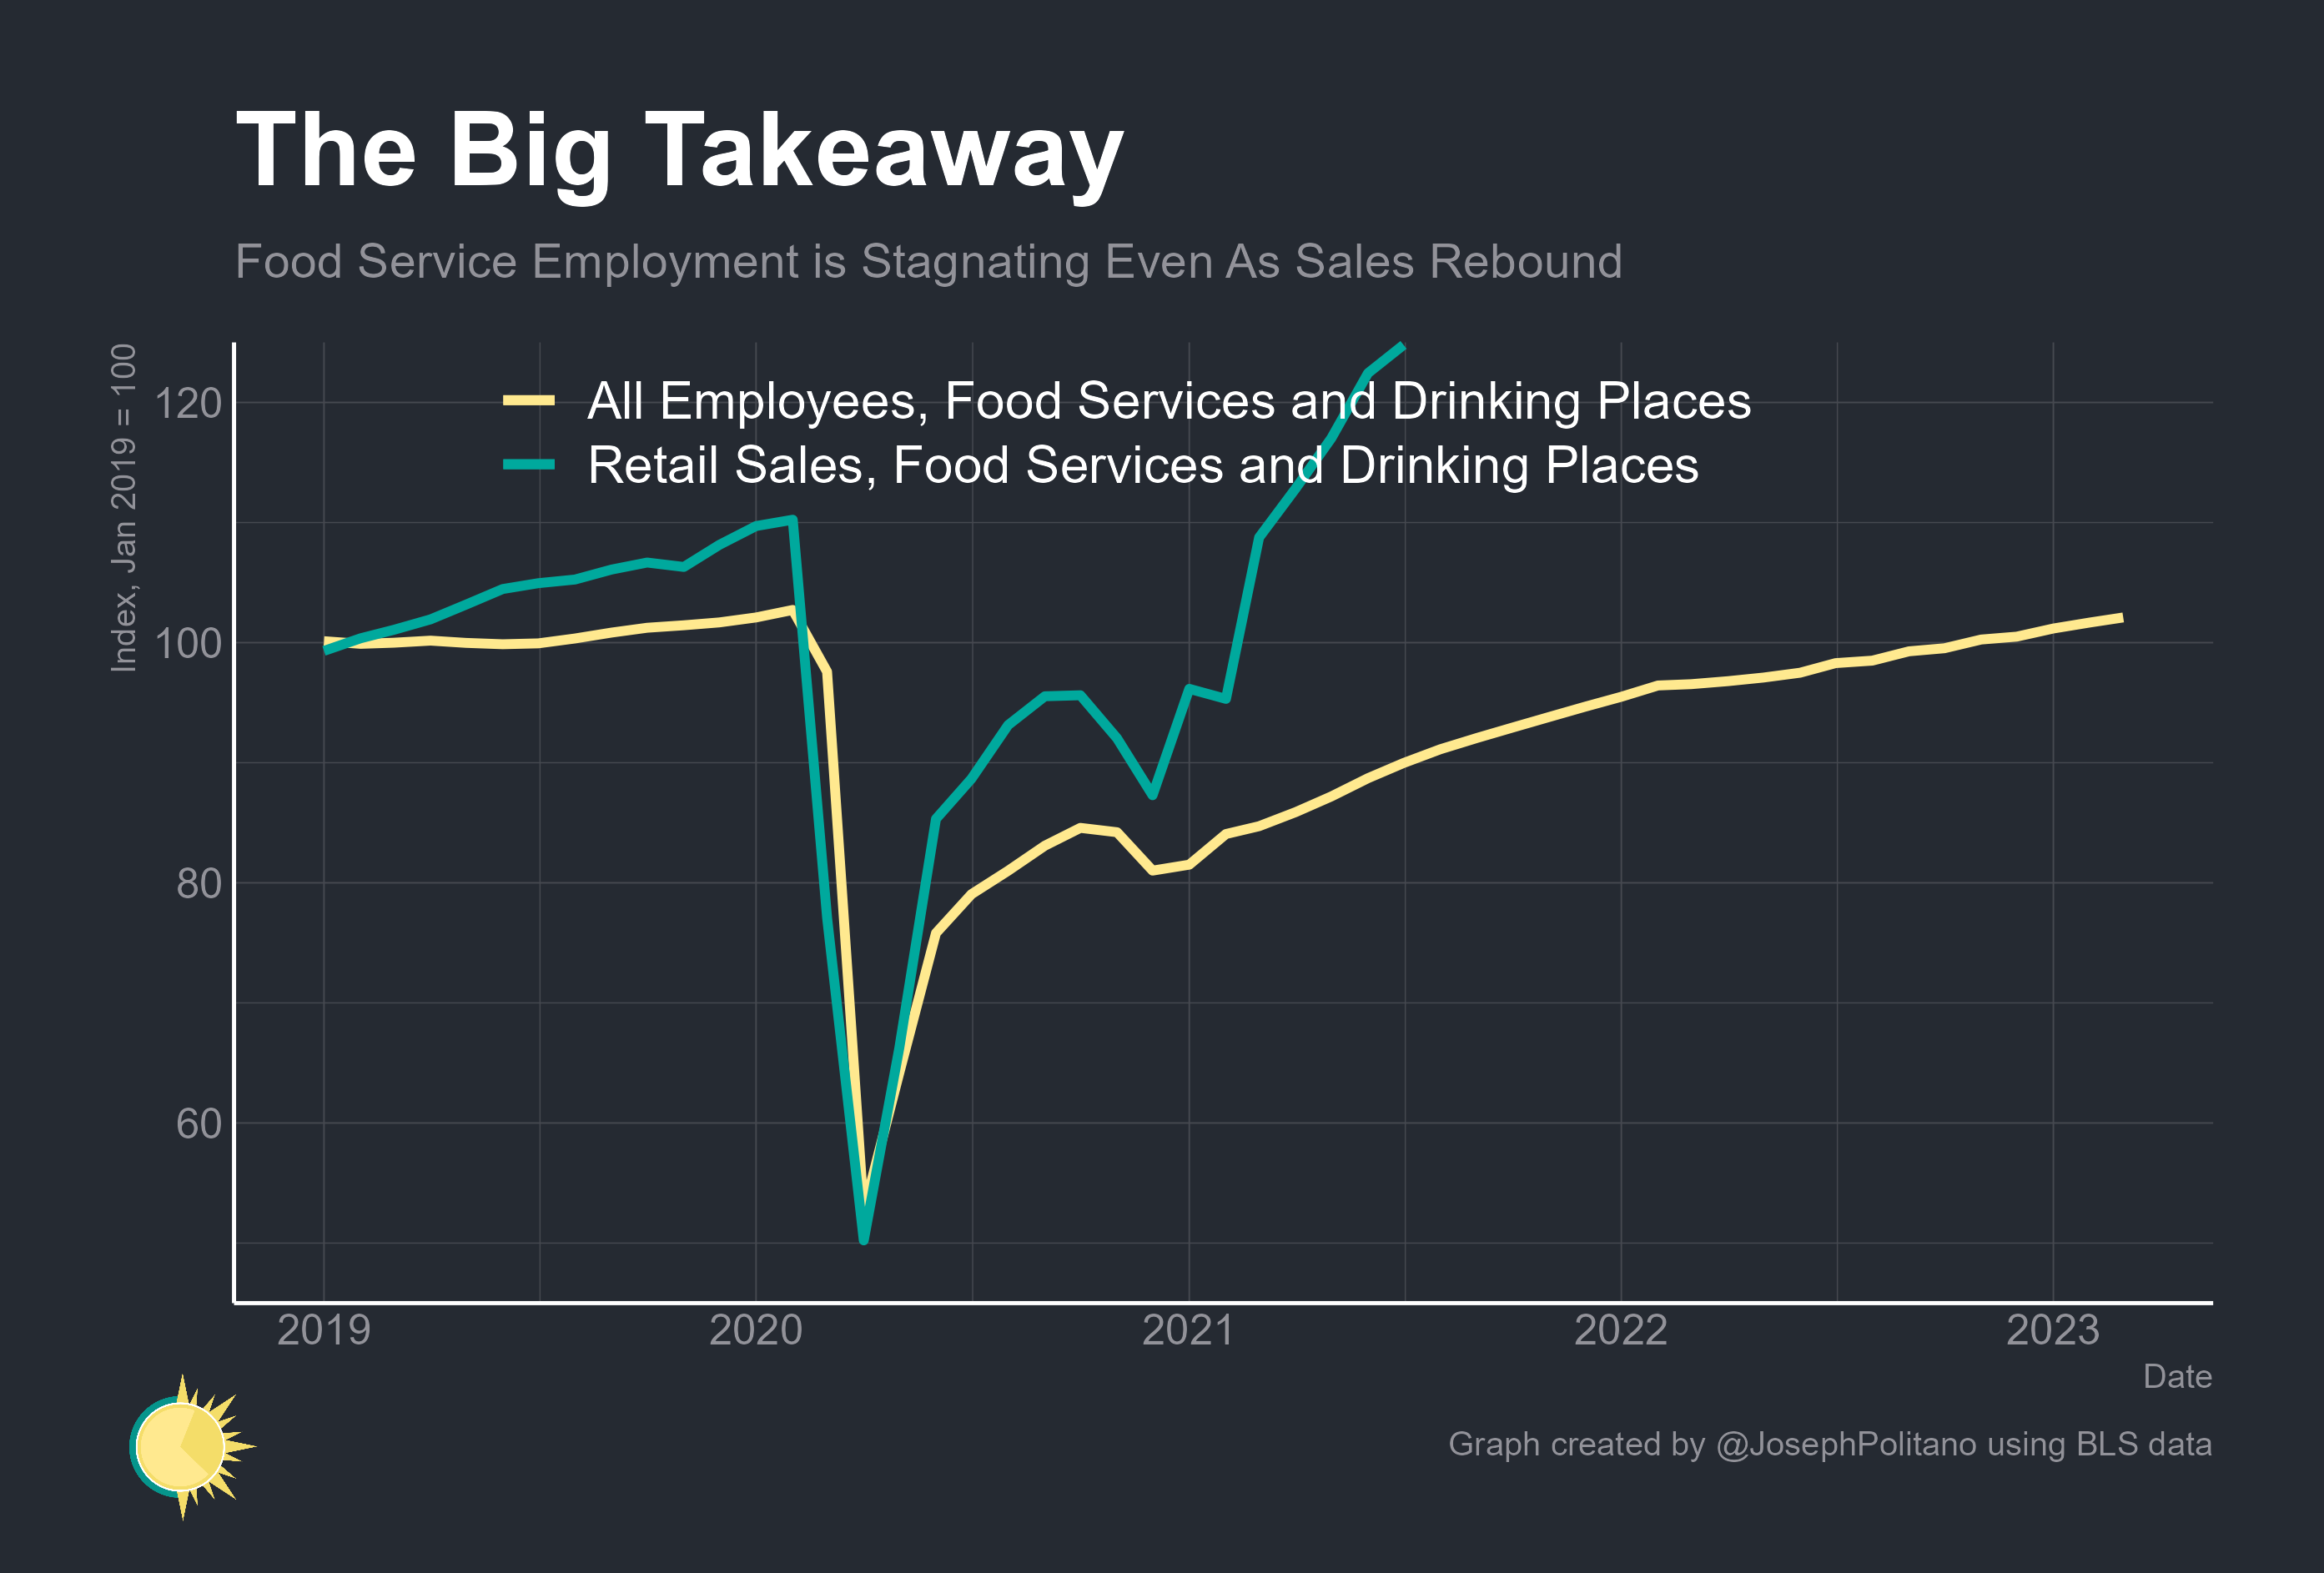 The Big Takeaway
Food Service Employment is Stagnating Even As Sales Rebound
Index, Jan 2019 = 100
120
100
80
60
All Employees, Food Services and Drinking Places
Retail Sales, Food Services and Drinking Places
2019 2020 2021 2022 2023
Date
Graph created by @JosephPolitano using BLS data